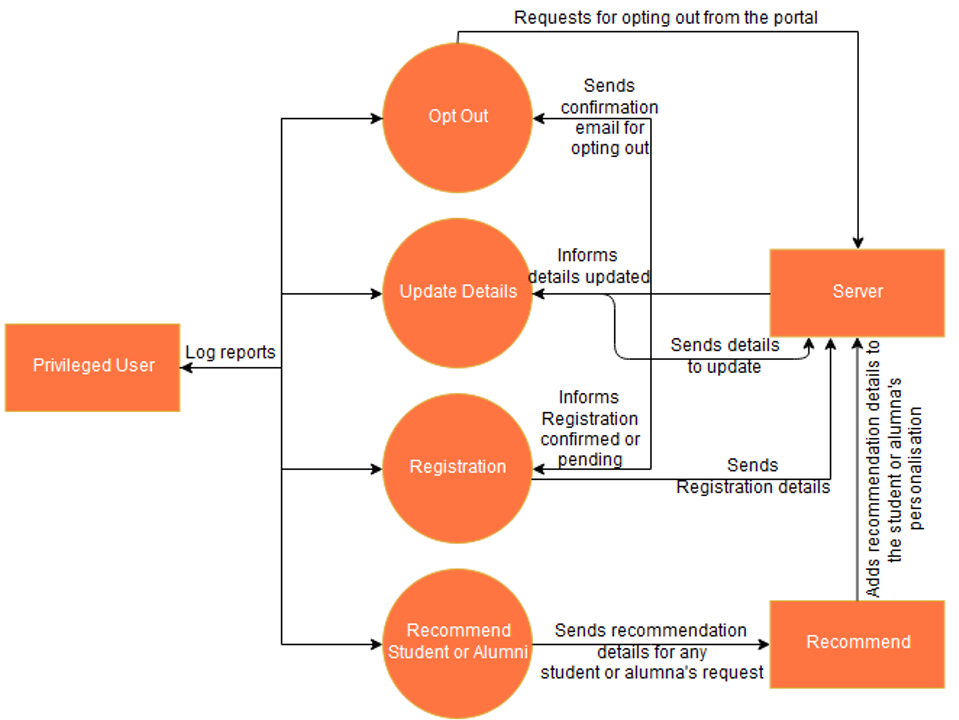 Requests for opting out from the portal
Opt Out
Sends
confirmation
email for
opting out
Informs
details updated
Update Details
Server
Privileged User
Log reports
Sends details
to update
Informs
Registration
confirmed or
pending
Registration
Sends
Registration details
Adds recommendation details to
the student or alumna's
personalisation
Recommend
Student or Alumni
Sends recommendation
details for any
student or alumna's request
Recommend